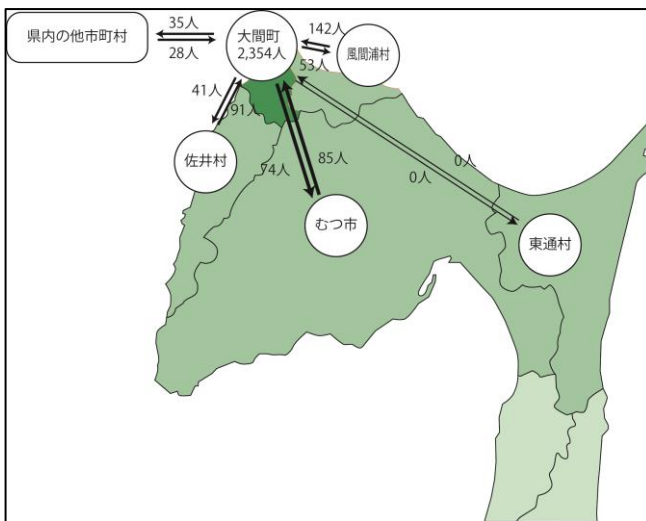 県内の他市町村
35人
28人
大間町
2,354人
142人
53人
風間浦村
41人
91人
佐井村
74人
85人
むつ市
0人
0人
東通村